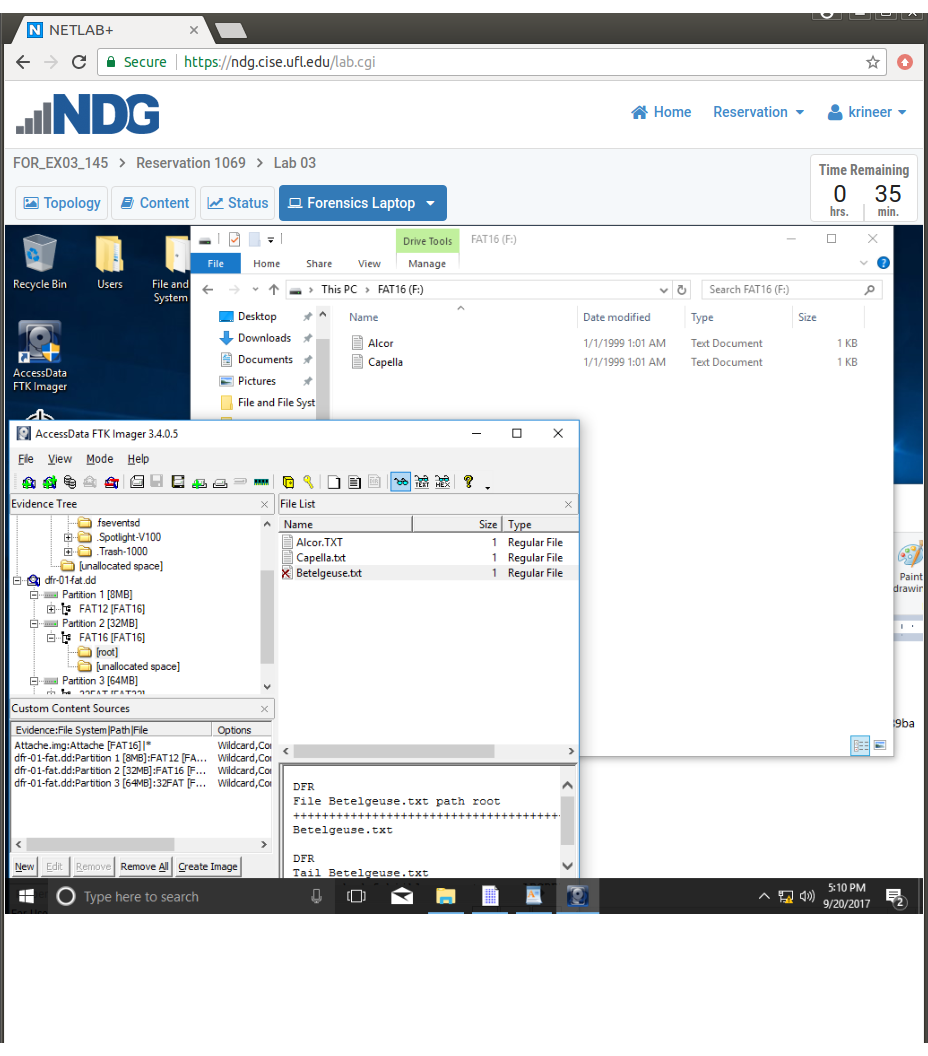 NETLAB+
Secure https://ndg.cise.ufl.edu/lab.cgi
NDG
Home Reservation krineer
FOR_EX03_145 > Reservation 1069 > Lab 03
Time Remaining
0 35
hrs. min.
Topology Content Status Forensics Laptop
Recycle Bin
Users
File and
System
AccessData
FTK Imager
Drive Tools FAT16 (F:)
File Home Share View Manage
This PC > FAT16 (F:)
Search FAT16 (F:)
Desktop
Downloads
Documents
Pictures
File and File Syst
Name Date modified Type Size
Alcor 1/1/1999 1:01 AM Text Document 1 KB
Capella 1/1/1999 1:01 AM Text Document 1 KB
AccessData FTK Imager 3.4.0.5
File View Mode Help
Evidence Tree
.fseventsd
.Spotlight-V100
.Trash-1000
[unallocated space]
dfr-01-fat.dd
Partition 1 [8MB]
FAT12 [FAT16]
Partition 2 [32MB]
FAT16 [FAT16]
[root]
[unallocated space]
Partition 3 [64MB]
File List
Name Size Type
Alcor.TXT 1 Regular File
Capella.txt 1 Regular File
Betelgeuse.txt 1 Regular File
Custom Content Sources
Evidence:File System|Path|File Options
Attache.img:Attache [FAT16]|* Wildcard,Co
dfr-01-fat.dd:Partition 1 [8MB]:FAT12 [FA... Wildcard,Co
dfr-01-fat.dd:Partition 2 [32MB]:FAT16 [F... Wildcard,Co
dfr-01-fat.dd:Partition 3 [64MB]:32FAT [F... Wildcard,Co
New Edit Remove Remove All Create Image
DFR
File Betelgeuse.txt path root
+++++++++++++++++++++++++++++++++++++
Betelgeuse.txt
DFR
Tail Betelgeuse.txt
Paint
drawin
9ba
Type here to search
5:10 PM
9/20/2017
2